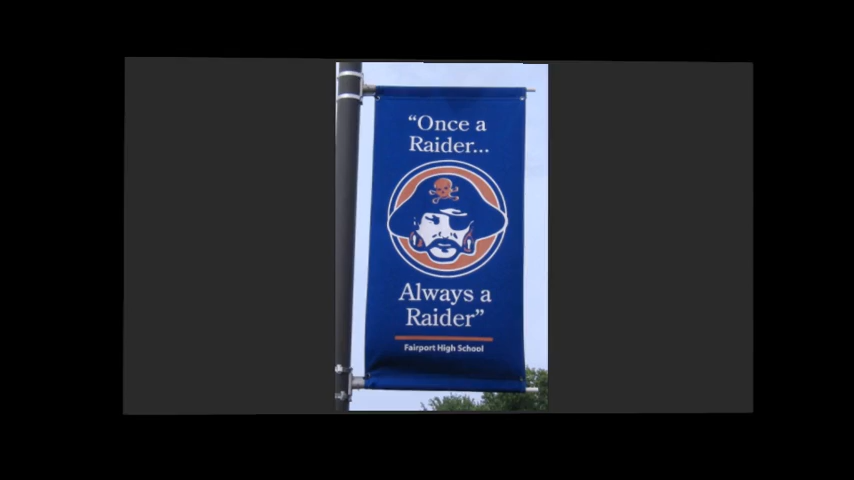 “Once a
Raider...
Always a
Raider”
Fairport High School